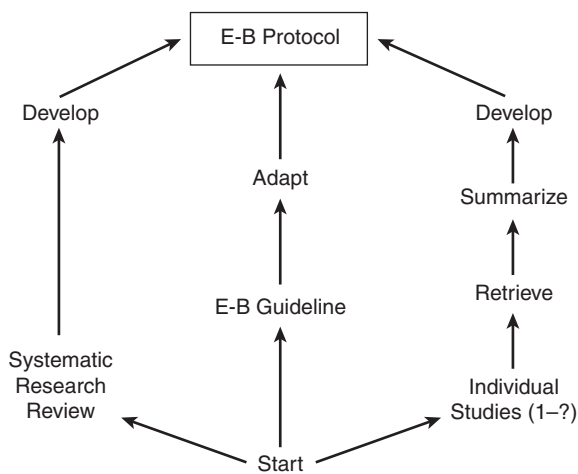 E-B Protocol
Develop
Develop
Adapt
Summarize
E-B Guideline
Retrieve
Systematic
Research
Review
Individual
Studies (1–?)
Start